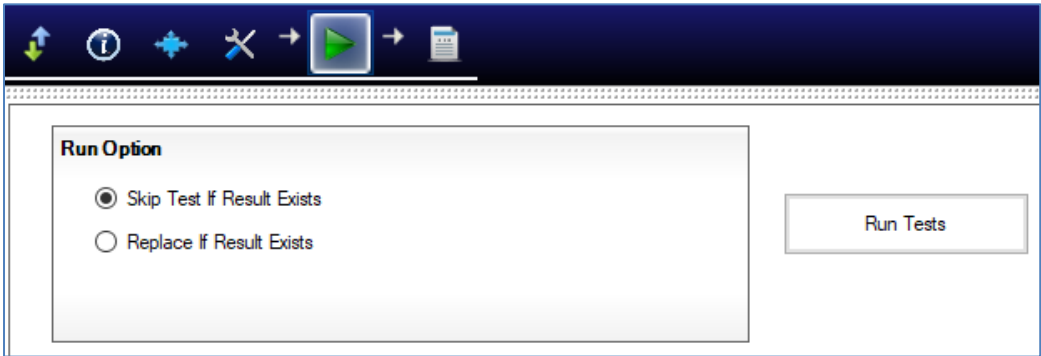 Run Option
Skip Test If Result Exists
Replace If Result Exists
Run Tests